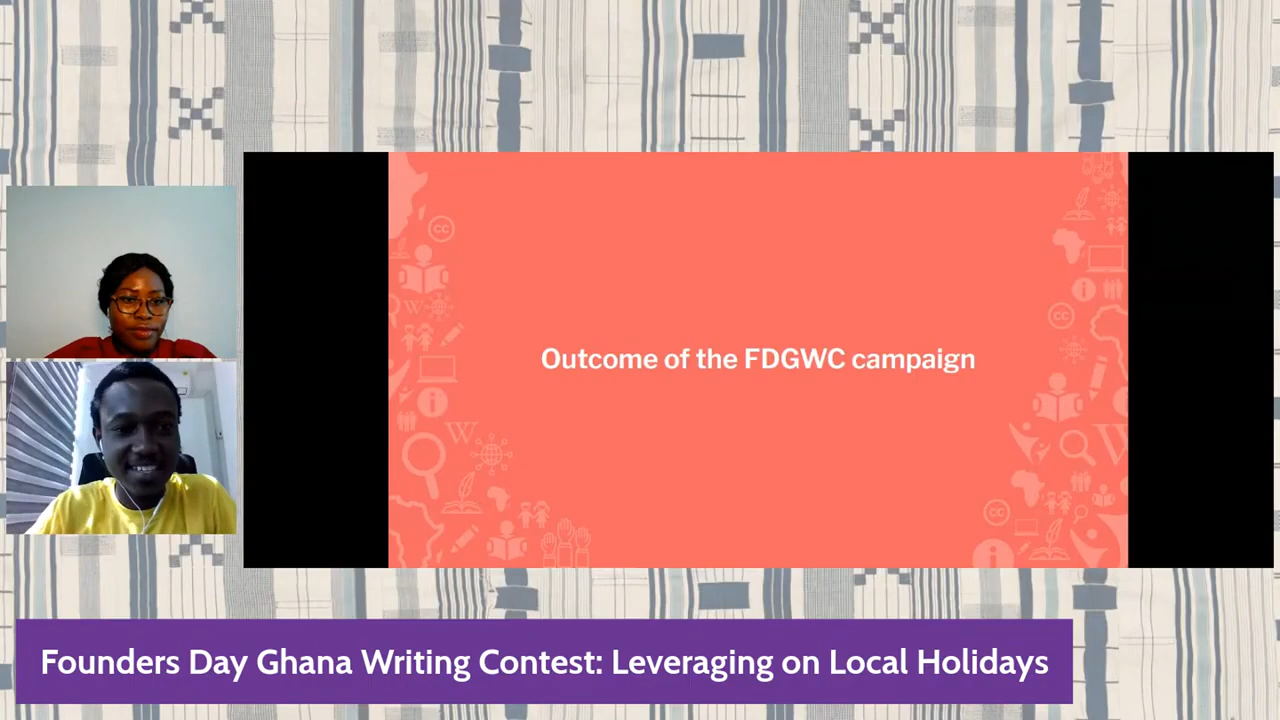 Outcome of the FDGWC campaign
Founders Day Ghana Writing Contest: Leveraging on Local Holidays